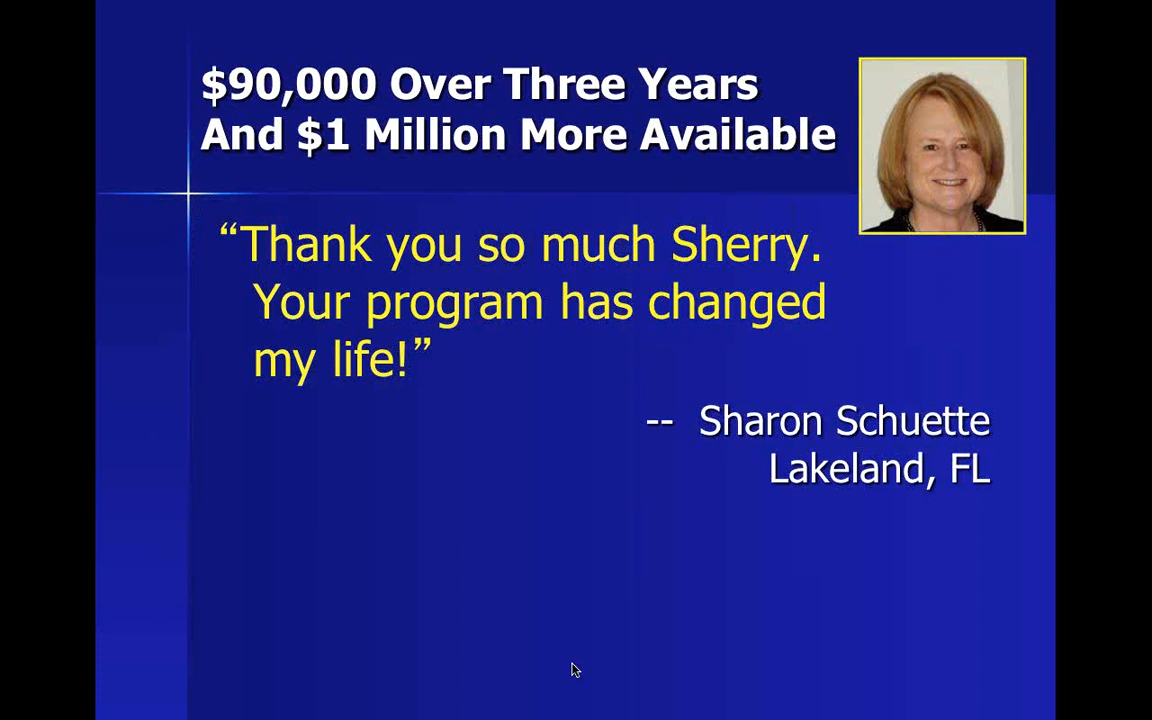 $90,000 Over Three Years
And $1 Million More Available
“Thank you so much Sherry.
Your program has changed
my life!”
-- Sharon Schuette
Lakeland, FL